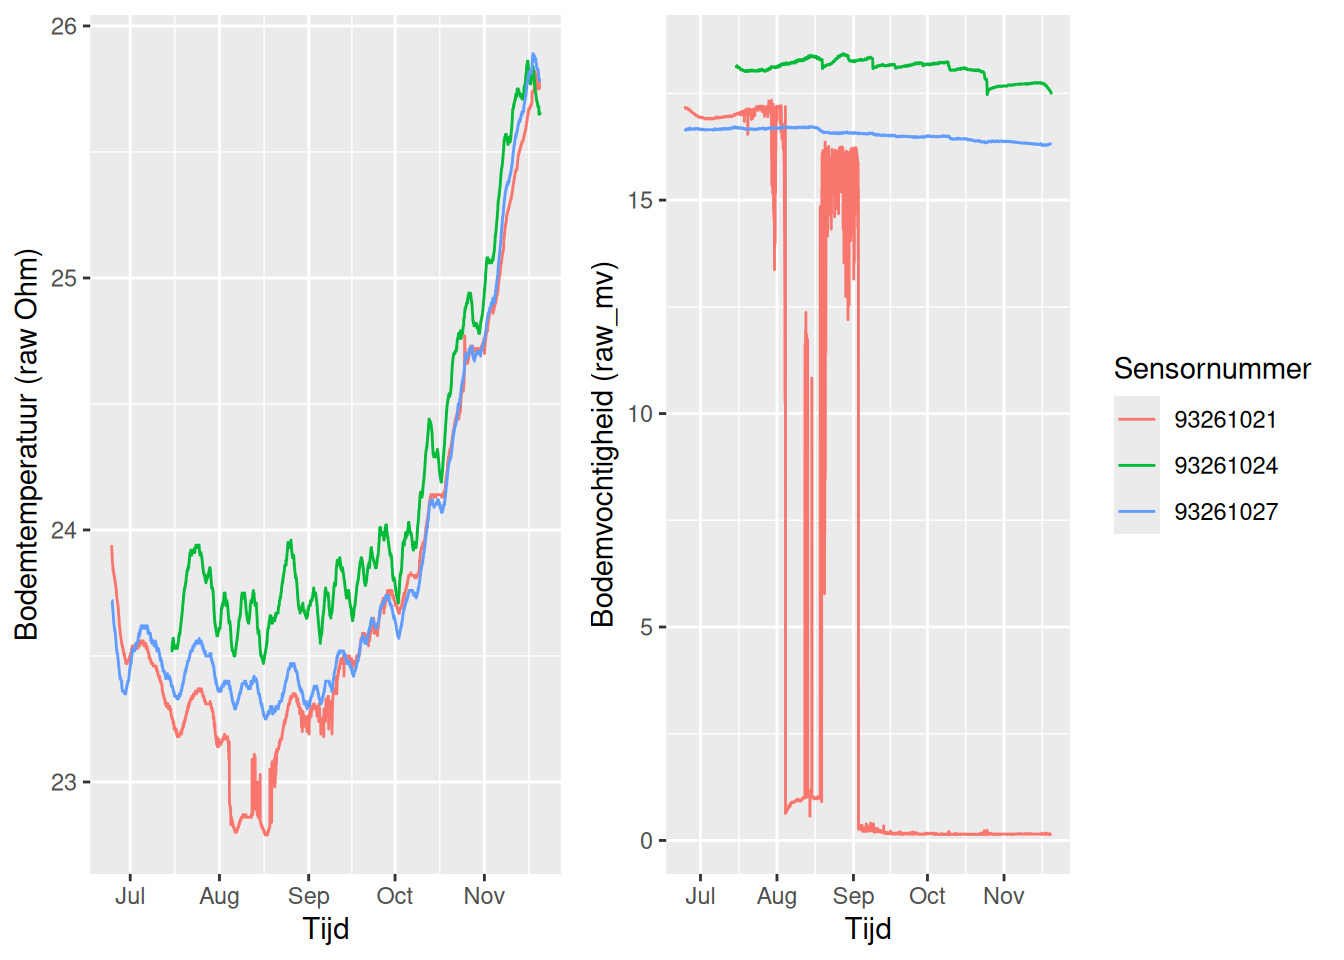 Bodemtemperatuur (raw Ohm)
26
25
24
23
Jul Aug Sep Oct Nov
Tijd
Bodemvochtigheid (raw_mv)
15
10
5
0
Jul Aug Sep Oct Nov
Tijd
Sensornummer
93261021
93261024
93261027